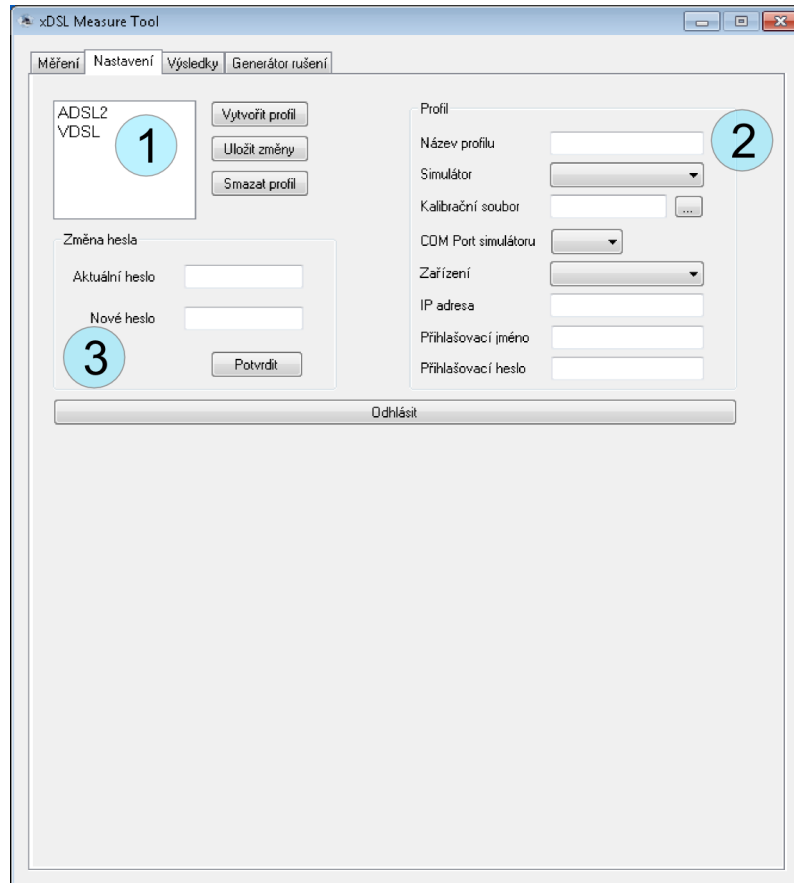 xDSL Measure Tool
Měření Nastavení Výsledky Generátor rušení
ADSL2
VDSL
1
Vytvořit profil
Uložit změny
Smazat profil
Změna hesla
Aktuální heslo
Nové heslo
3
Potvrdit
Profil
2
Název profilu
Simulátor
Kalibrační soubor
...
COM Port simulátoru
Zařízení
IP adresa
Přihlašovací jméno
Přihlašovací heslo
Odhlásit